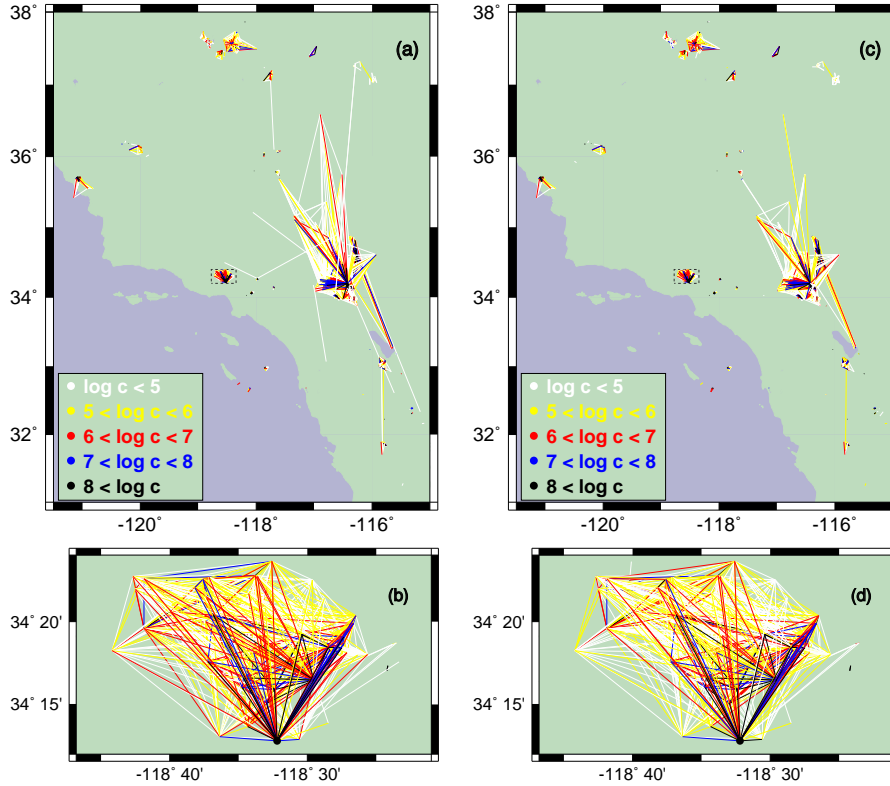 38°
36°
34°
32°
(a)
log c < 5
5 < log c < 6
6 < log c < 7
7 < log c < 8
8 < log c
-120°
-118°
-116°
38°
36°
34°
32°
(c)
log c < 5
5 < log c < 6
6 < log c < 7
7 < log c < 8
8 < log c
-120°
-118°
-116°
34° 20'
34° 15'
(b)
-118° 40'
-118° 30'
34° 20'
34° 15'
(d)
-118° 40'
-118° 30'